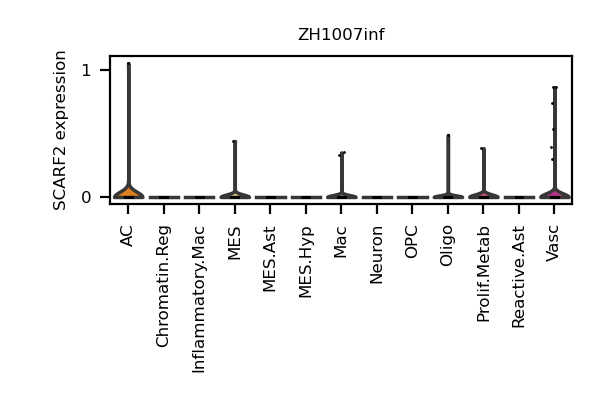 ZH1007inf
SCARF2 expression
1
0
AC
Chromatin.Reg
Inflammatory.Mac
MES
MES.Ast
MES.Hyp
Mac
Neuron
OPC
Oligo
Prolif.Metab
Reactive.Ast
Vasc